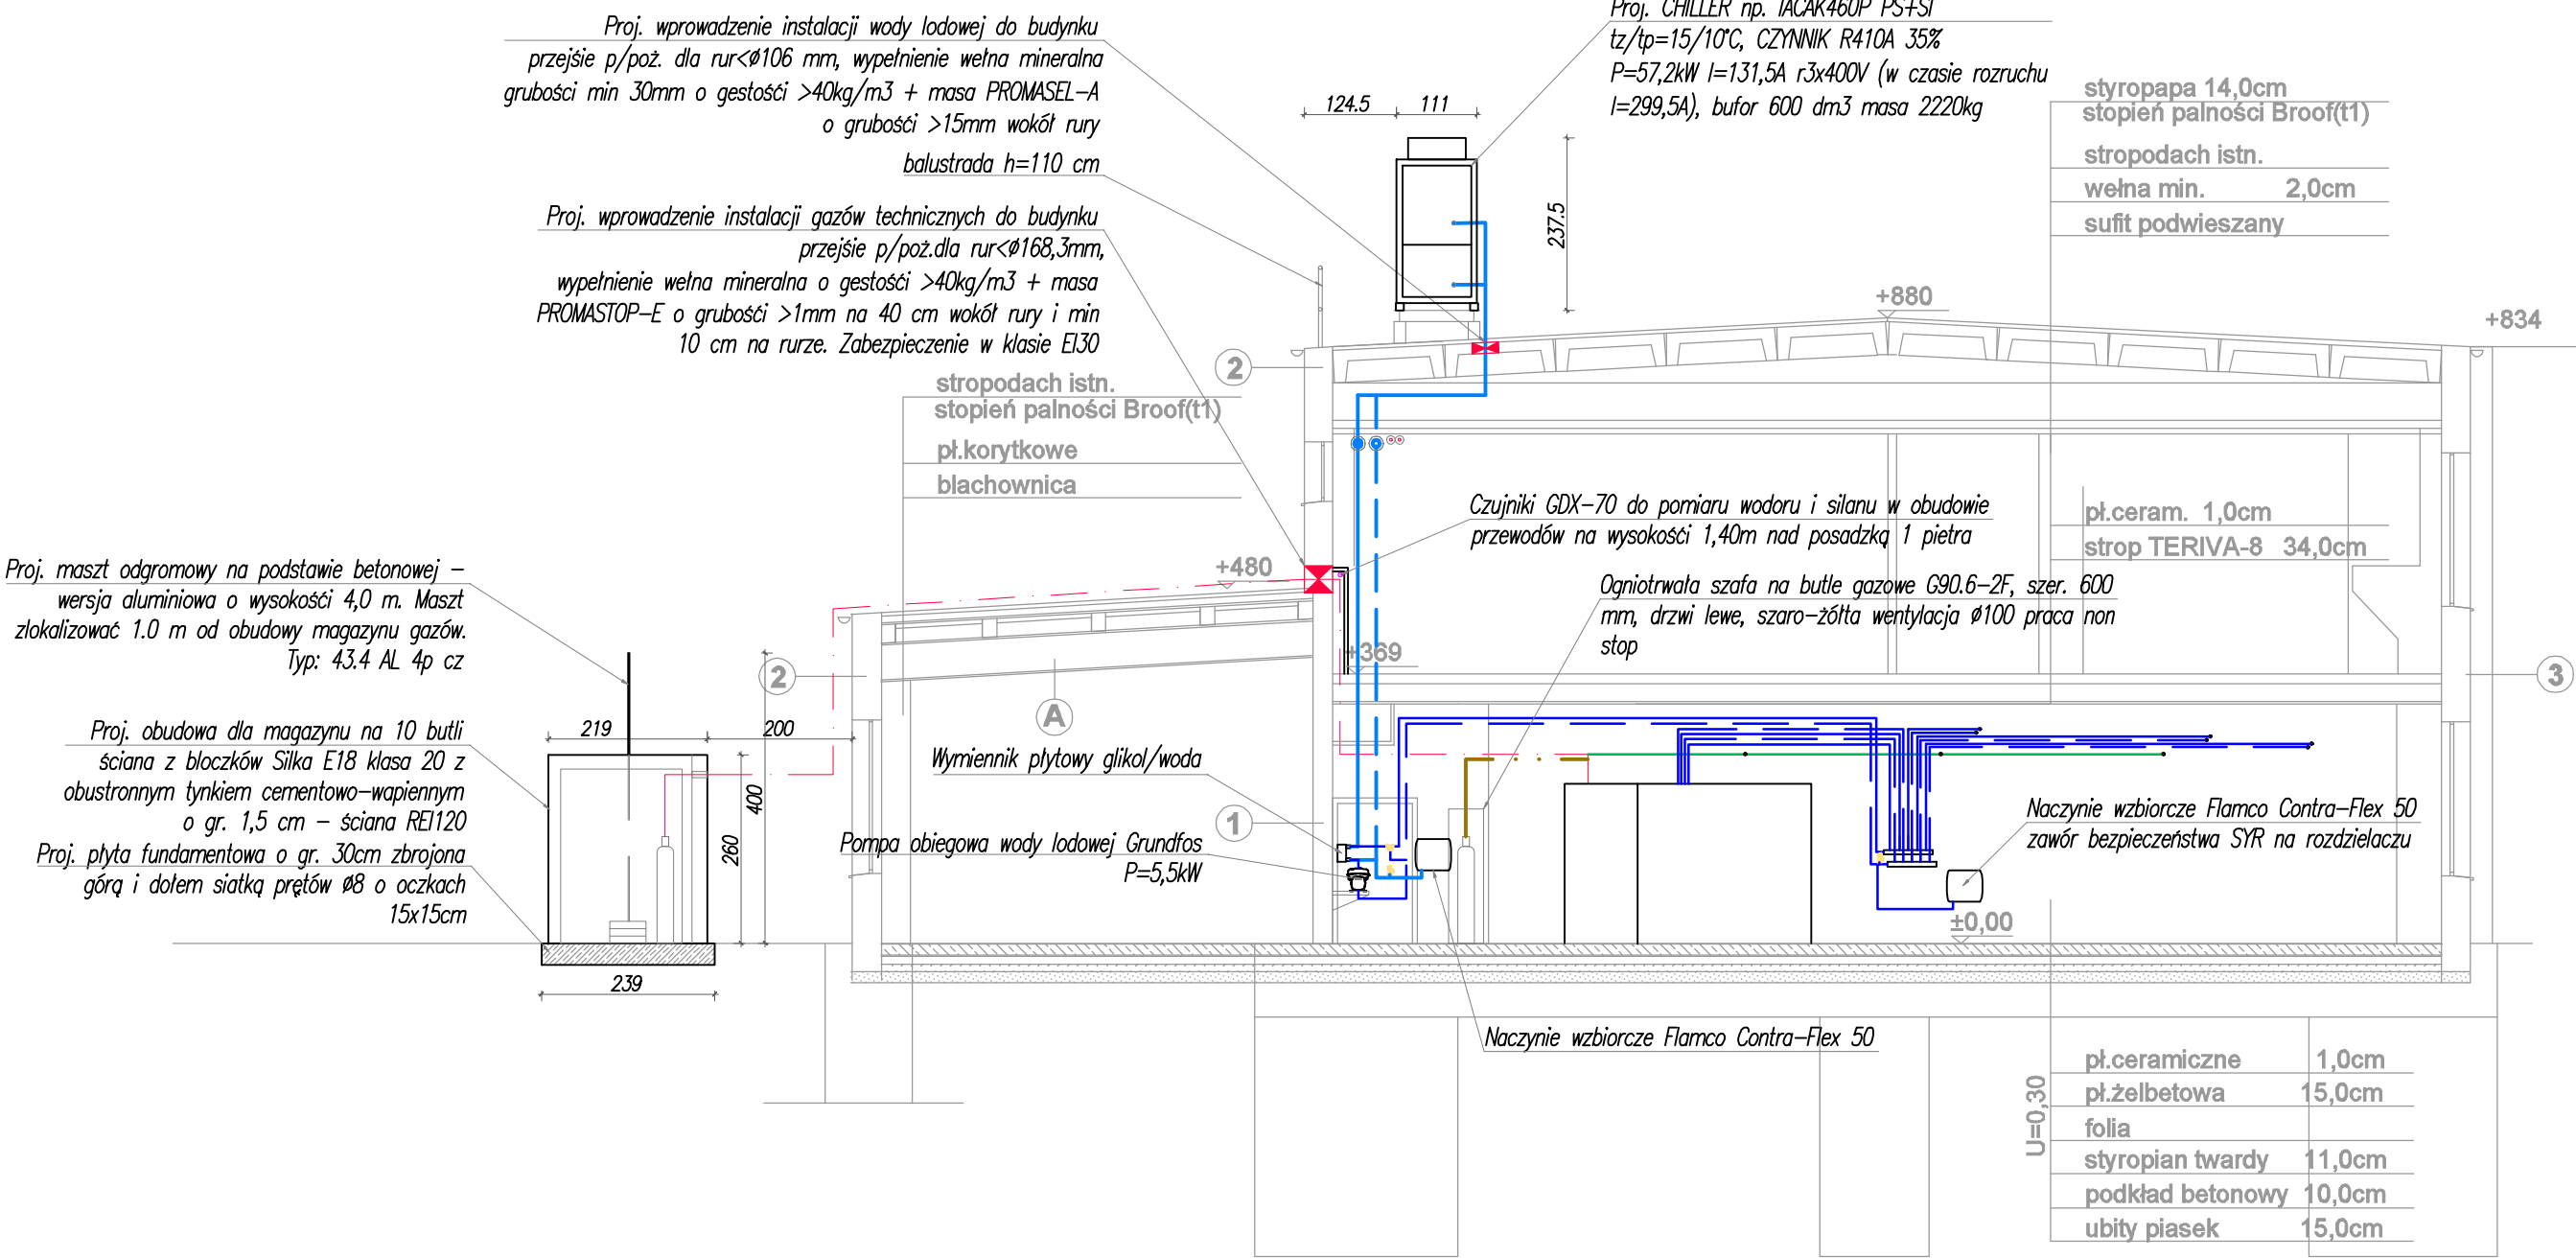 Proj. wprowadzenie instalacji wody lodowej do budynku
przejśie p/poż. dla rur<Ø106 mm, wypełnienie wełna mineralna
grubości min 30mm o gestośći >40kg/m3 + masa PROMASEL-A
o grubośći >15mm wokół rury
balustrada h=110 cm
Proj. wprowadzenie instalacji gazów technicznych do budynku
przejśie p/poż.dla rur<Ø168,3mm,
wypełnienie wełna mineralna o gestośći >40kg/m3 + masa
PROMASTOP-E o grubośći >1mm na 40 cm wokół rury i min
10 cm na rurze. Zabezpieczenie w klasie EI30
Proj. CHILLER np. IACAK460P PS+SI
tz/tp=15/10°C, CZYNNIK R410A 35%
P=57,2kW I=131,5A r3x400V (w czasie rozruchu
I=299,5A), bufor 600 dm3 masa 2220kg
124.5
111
237.5
styropapa 14,0cm
stopień palności Broof(t1)
stropodach istn.
wełna min. 2,0cm
sufit podwieszany
+880
+834
2
stropodach istn.
stopień palności Broof(t1)
pł.korytkowe
blachownica
Czujniki GDX-70 do pomiaru wodoru i silanu w obudowie
przewodów na wysokośći 1,40m nad posadzką 1 pietra
pł.ceram. 1,0cm
strop TERIVA-8 34,0cm
+480
Ogniotrwała szafa na butle gazowe G90.6-2F, szer. 600
mm, drzwi lewe, szaro-żółta wentylacja Ø100 praca non
stop
+369
Proj. maszt odgromowy na podstawie betonowej -
wersja aluminiowa o wysokośći 4,0 m. Maszt
zlokalizować 1.0 m od obudowy magazynu gazów.
Typ: 43.4 AL 4p cz
2
3
A
Proj. obudowa dla magazynu na 10 butli
ściana z bloczków Silka E18 klasa 20 z
obustronnym tynkiem cementowo-wapiennym
o gr. 1,5 cm - ściana REI120
219
200
400
260
Wymiennik płytowy glikol/woda
1
Pompa obiegowa wody lodowej Grundfos
P=5,5kW
Naczynie wzbiorcze Flamco Contra-Flex 50
zawór bezpieczeństwa SYR na rozdzielaczu
Proj. płyta fundamentowa o gr. 30cm zbrojona
górą i dołem siatką prętów Ø8 o oczkach
15x15cm
±0,00
239
Naczynie wzbiorcze Flamco Contra-Flex 50
U=0,30
pł.ceramiczne 1,0cm
pł.żelbetowa 15,0cm
folia
styropian twardy 11,0cm
podkład betonowy 10,0cm
ubity piasek 15,0cm